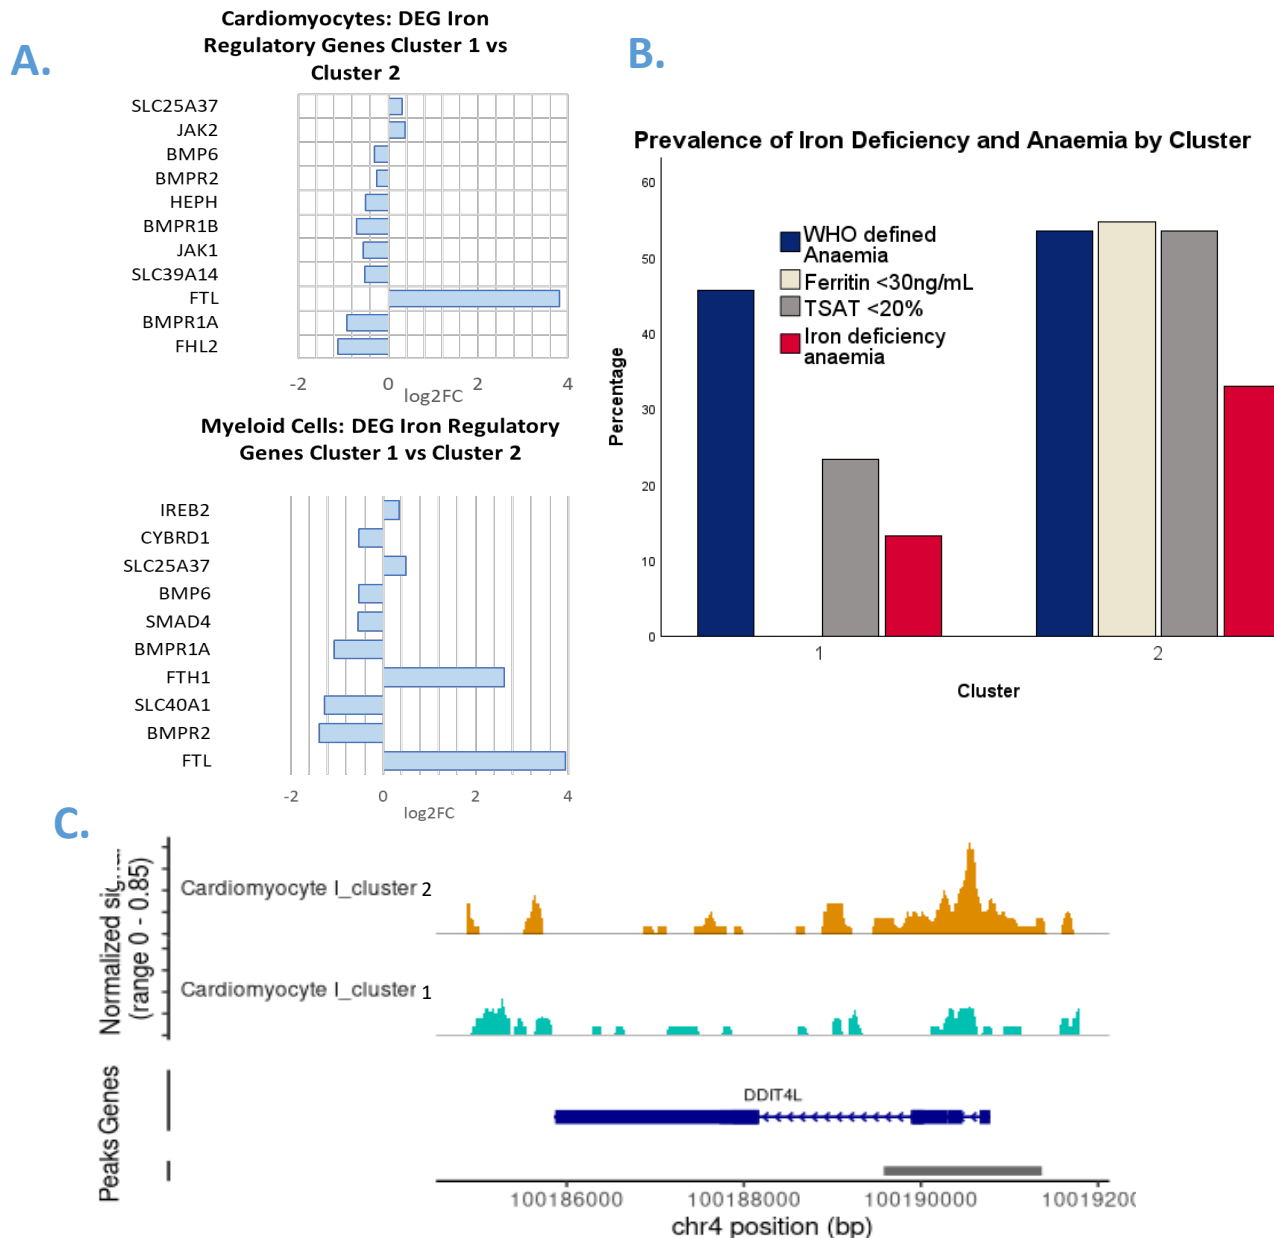 A.
Cardiomyocytes: DEG Iron
Regulatory Genes Cluster 1 vs
Cluster 2
SLC25A37
JAK2
BMP6
BMPR2
HEPH
BMPR1B
JAK1
SLC39A14
FTL
BMPR1A
FHL2
-2 0 2 4
log2FC
Myeloid Cells: DEG Iron Regulatory
Genes Cluster 1 vs Cluster 2
IREB2
CYBRD1
SLC25A37
BMP6
SMAD4
BMPR1A
FTH1
SLC40A1
BMPR2
FTL
-2 0 2 4
log2FC
B.
Prevalence of Iron Deficiency and Anaemia by Cluster
60
50
40
30
20
10
0
Percentage
WHO defined
Anaemia
Ferritin <30ng/mL
TSAT <20%
Iron deficiency
anaemia
1 2
Cluster
C.
Normalized
(range 0 - 0.85)
Cardiomyocyte I_cluster 2
Cardiomyocyte I_cluster 1
Genes
DDIT4L
Peaks
100186000 100188000 100190000
chr4 position (bp)